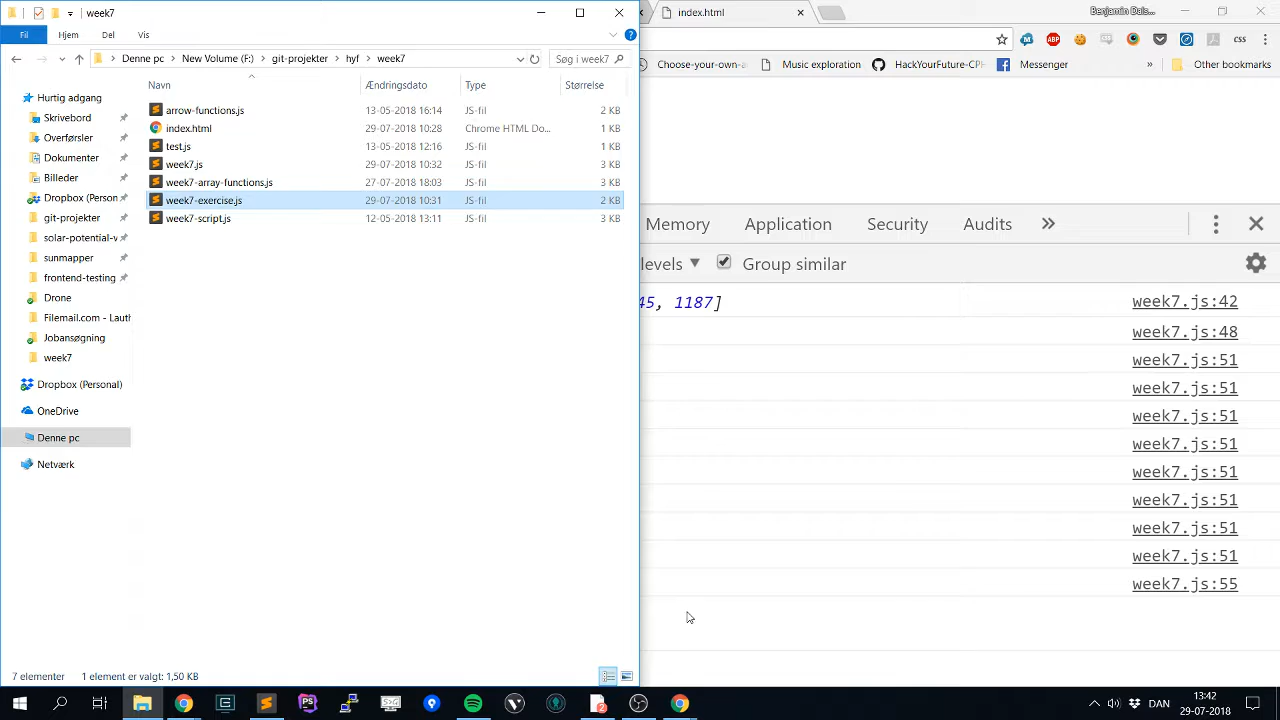 week7
Fil Hjem Del Vis
Denne pc New Volume (F:) git-projekter hyf week7
Søg i week7
Navn Ændringsdato Type Størrelse
arrow-functions.js 13-05-2018 16:14 JS-fil 2 KB
index.html 29-07-2018 10:28 Chrome HTML Do... 1 KB
test.js 13-05-2018 12:16 JS-fil 1 KB
week7.js 29-07-2018 10:32 JS-fil 3 KB
week7-array-functions.js 27-07-2018 18:03 JS-fil 3 KB
week7-exercise.js 29-07-2018 10:31 JS-fil 2 KB
week7-script.js 12-05-2018 13:11 JS-fil 3 KB
Hurtig adgang
Skrivebord
Overførsler
Dokumenter
Billeder
Dropbox (Person
git-projekter
solar-potential-v
sunmapper
frontend-testing
Drone
Filemail.com - Lauth
Jobansøgning
week7
Dropbox (Personal)
OneDrive
Denne pc
Netværk
7 elementer 1 element er valgt: 1,50 KB
index.html
Benjamin Dals...
ABP
css
Choose-your-own-a Music exploration HackYourFuture-CPH Messenger » Other bookmarks
Memory Application Security Audits »
levels ▼ Group similar
45, 1187] week7.js:42
week7.js:48
week7.js:51
week7.js:51
week7.js:51
week7.js:51
week7.js:51
week7.js:51
week7.js:51
week7.js:51
week7.js:55
PS
SVG
DAN
13:42
29-07-2018